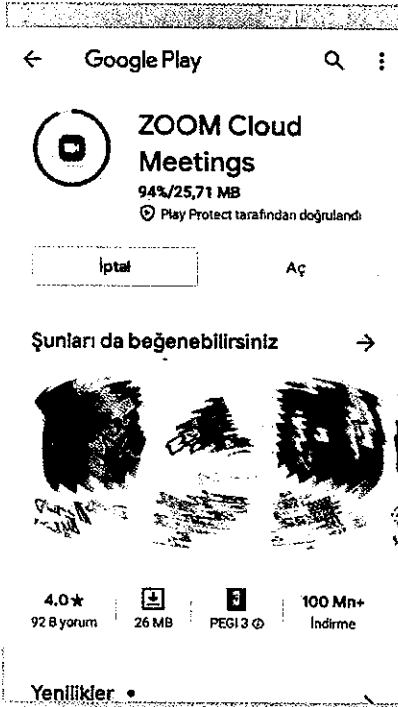 Google Play
ZOOM Cloud
Meetings
94%/25,71 MB
Play Protect tarafından doğrulandı
İptal
Aç
Şunları da beğenebilirsiniz
4.0★
92 B yorum
26 MB
3
PEGI 3
100 Mn+
İndirme
Yenilikler •